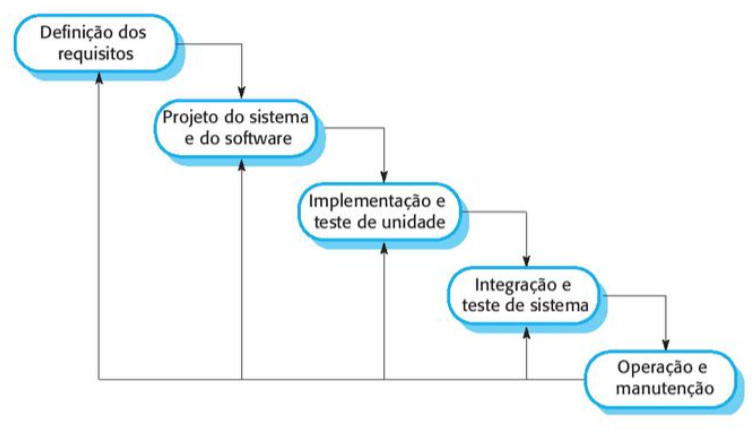 Definição dos
requisitos
Projeto do sistema
e do software
Implementação e
teste de unidade
Integração e
teste de sistema
Operação e
manutenção